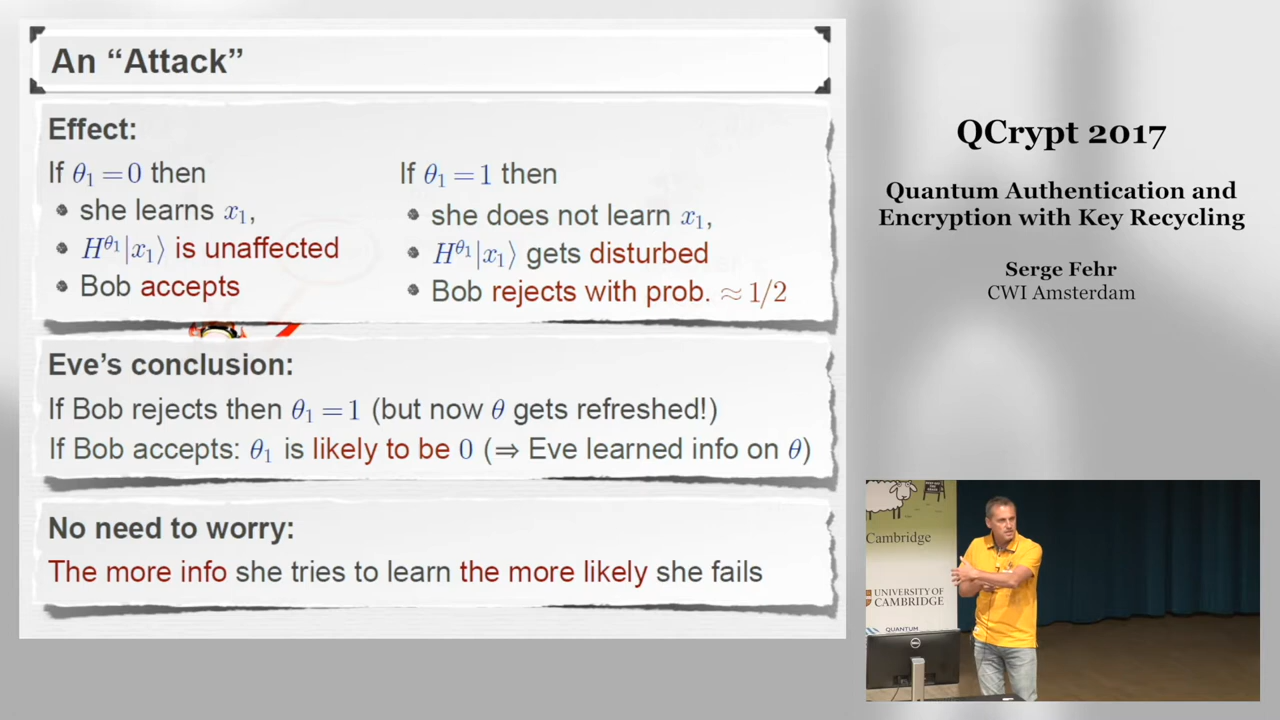 An “Attack”
Effect:
If θ₁ = 0 then
• she learns x₁,
• H^θ₁|x₁⟩ is unaffected
• Bob accepts
If θ₁ = 1 then
• she does not learn x₁,
• H^θ₁|x₁⟩ gets disturbed
• Bob rejects with prob. ≈ 1/2
Eve’s conclusion:
If Bob rejects then θ₁ = 1 (but now θ gets refreshed!)
If Bob accepts: θ₁ is likely to be 0 (⇒ Eve learned info on θ)
No need to worry:
The more info she tries to learn the more likely she fails
QCrypt 2017
Quantum Authentication and
Encryption with Key Recycling
Serge Fehr
CWI Amsterdam
Cambridge
UNIVERSITY OF
CAMBRIDGE
QUANTUM
DELL